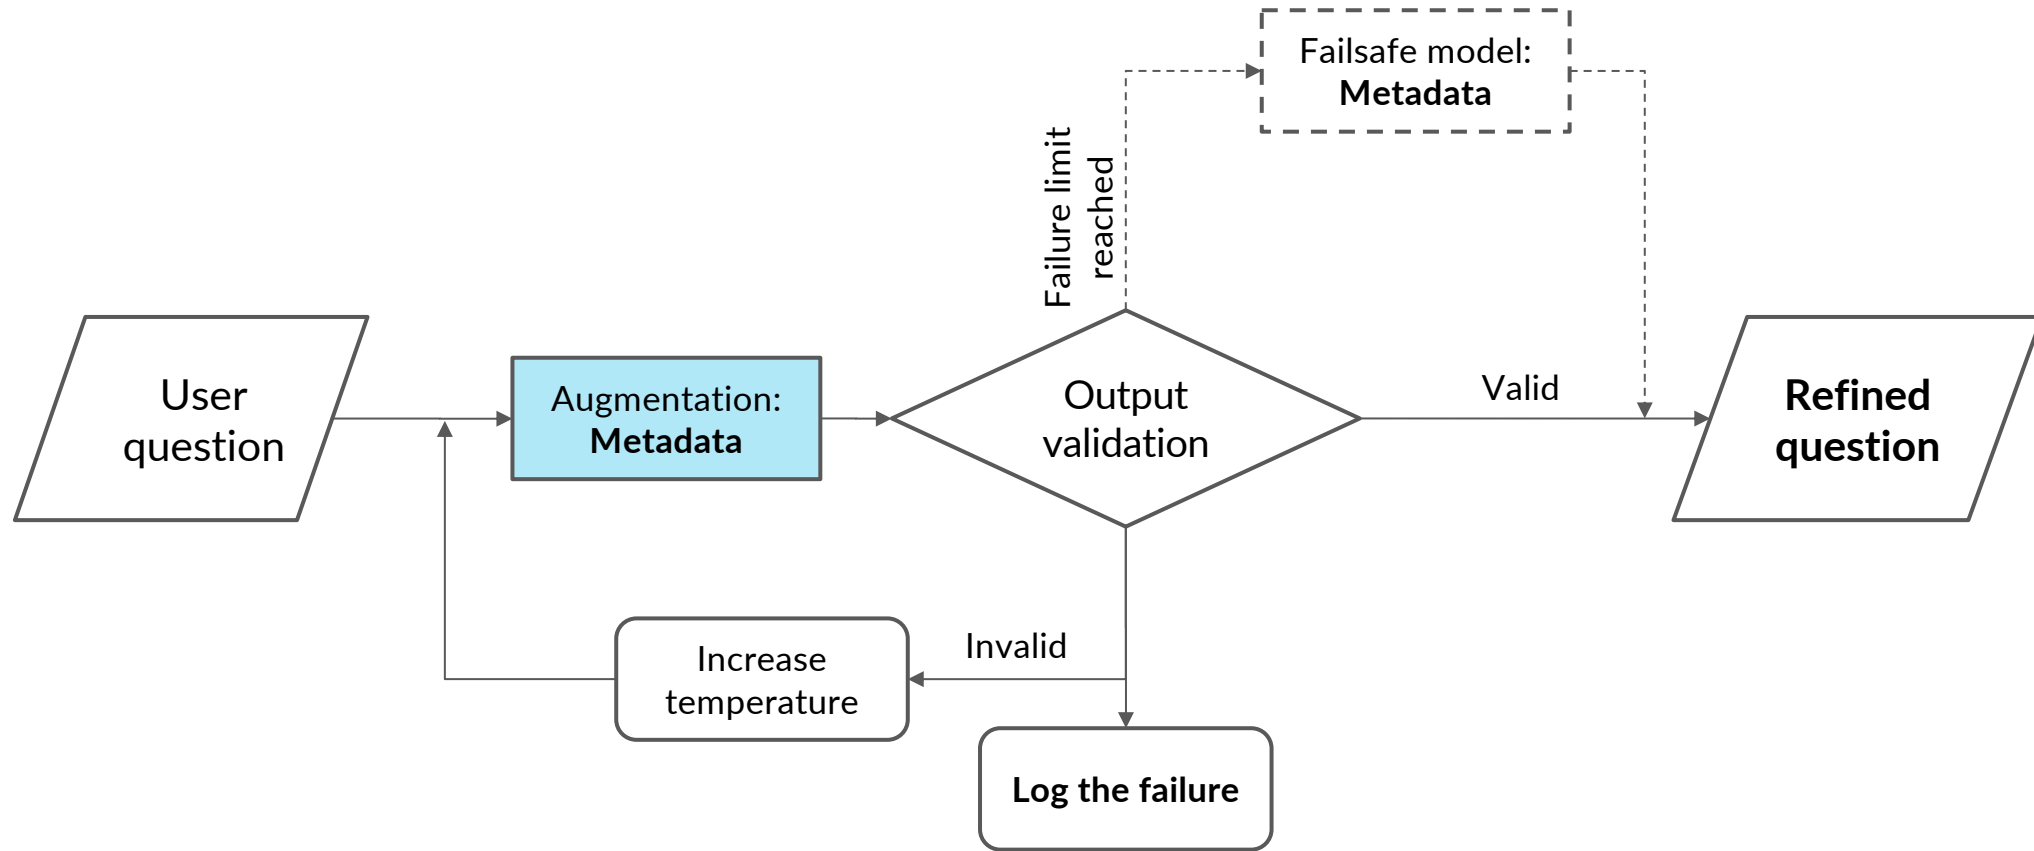 Failsafe model:
Metadata
Failure limit
reached
User
question
Augmentation:
Metadata
Output
validation
Valid
Refined
question
Increase
temperature
Invalid
Log the failure